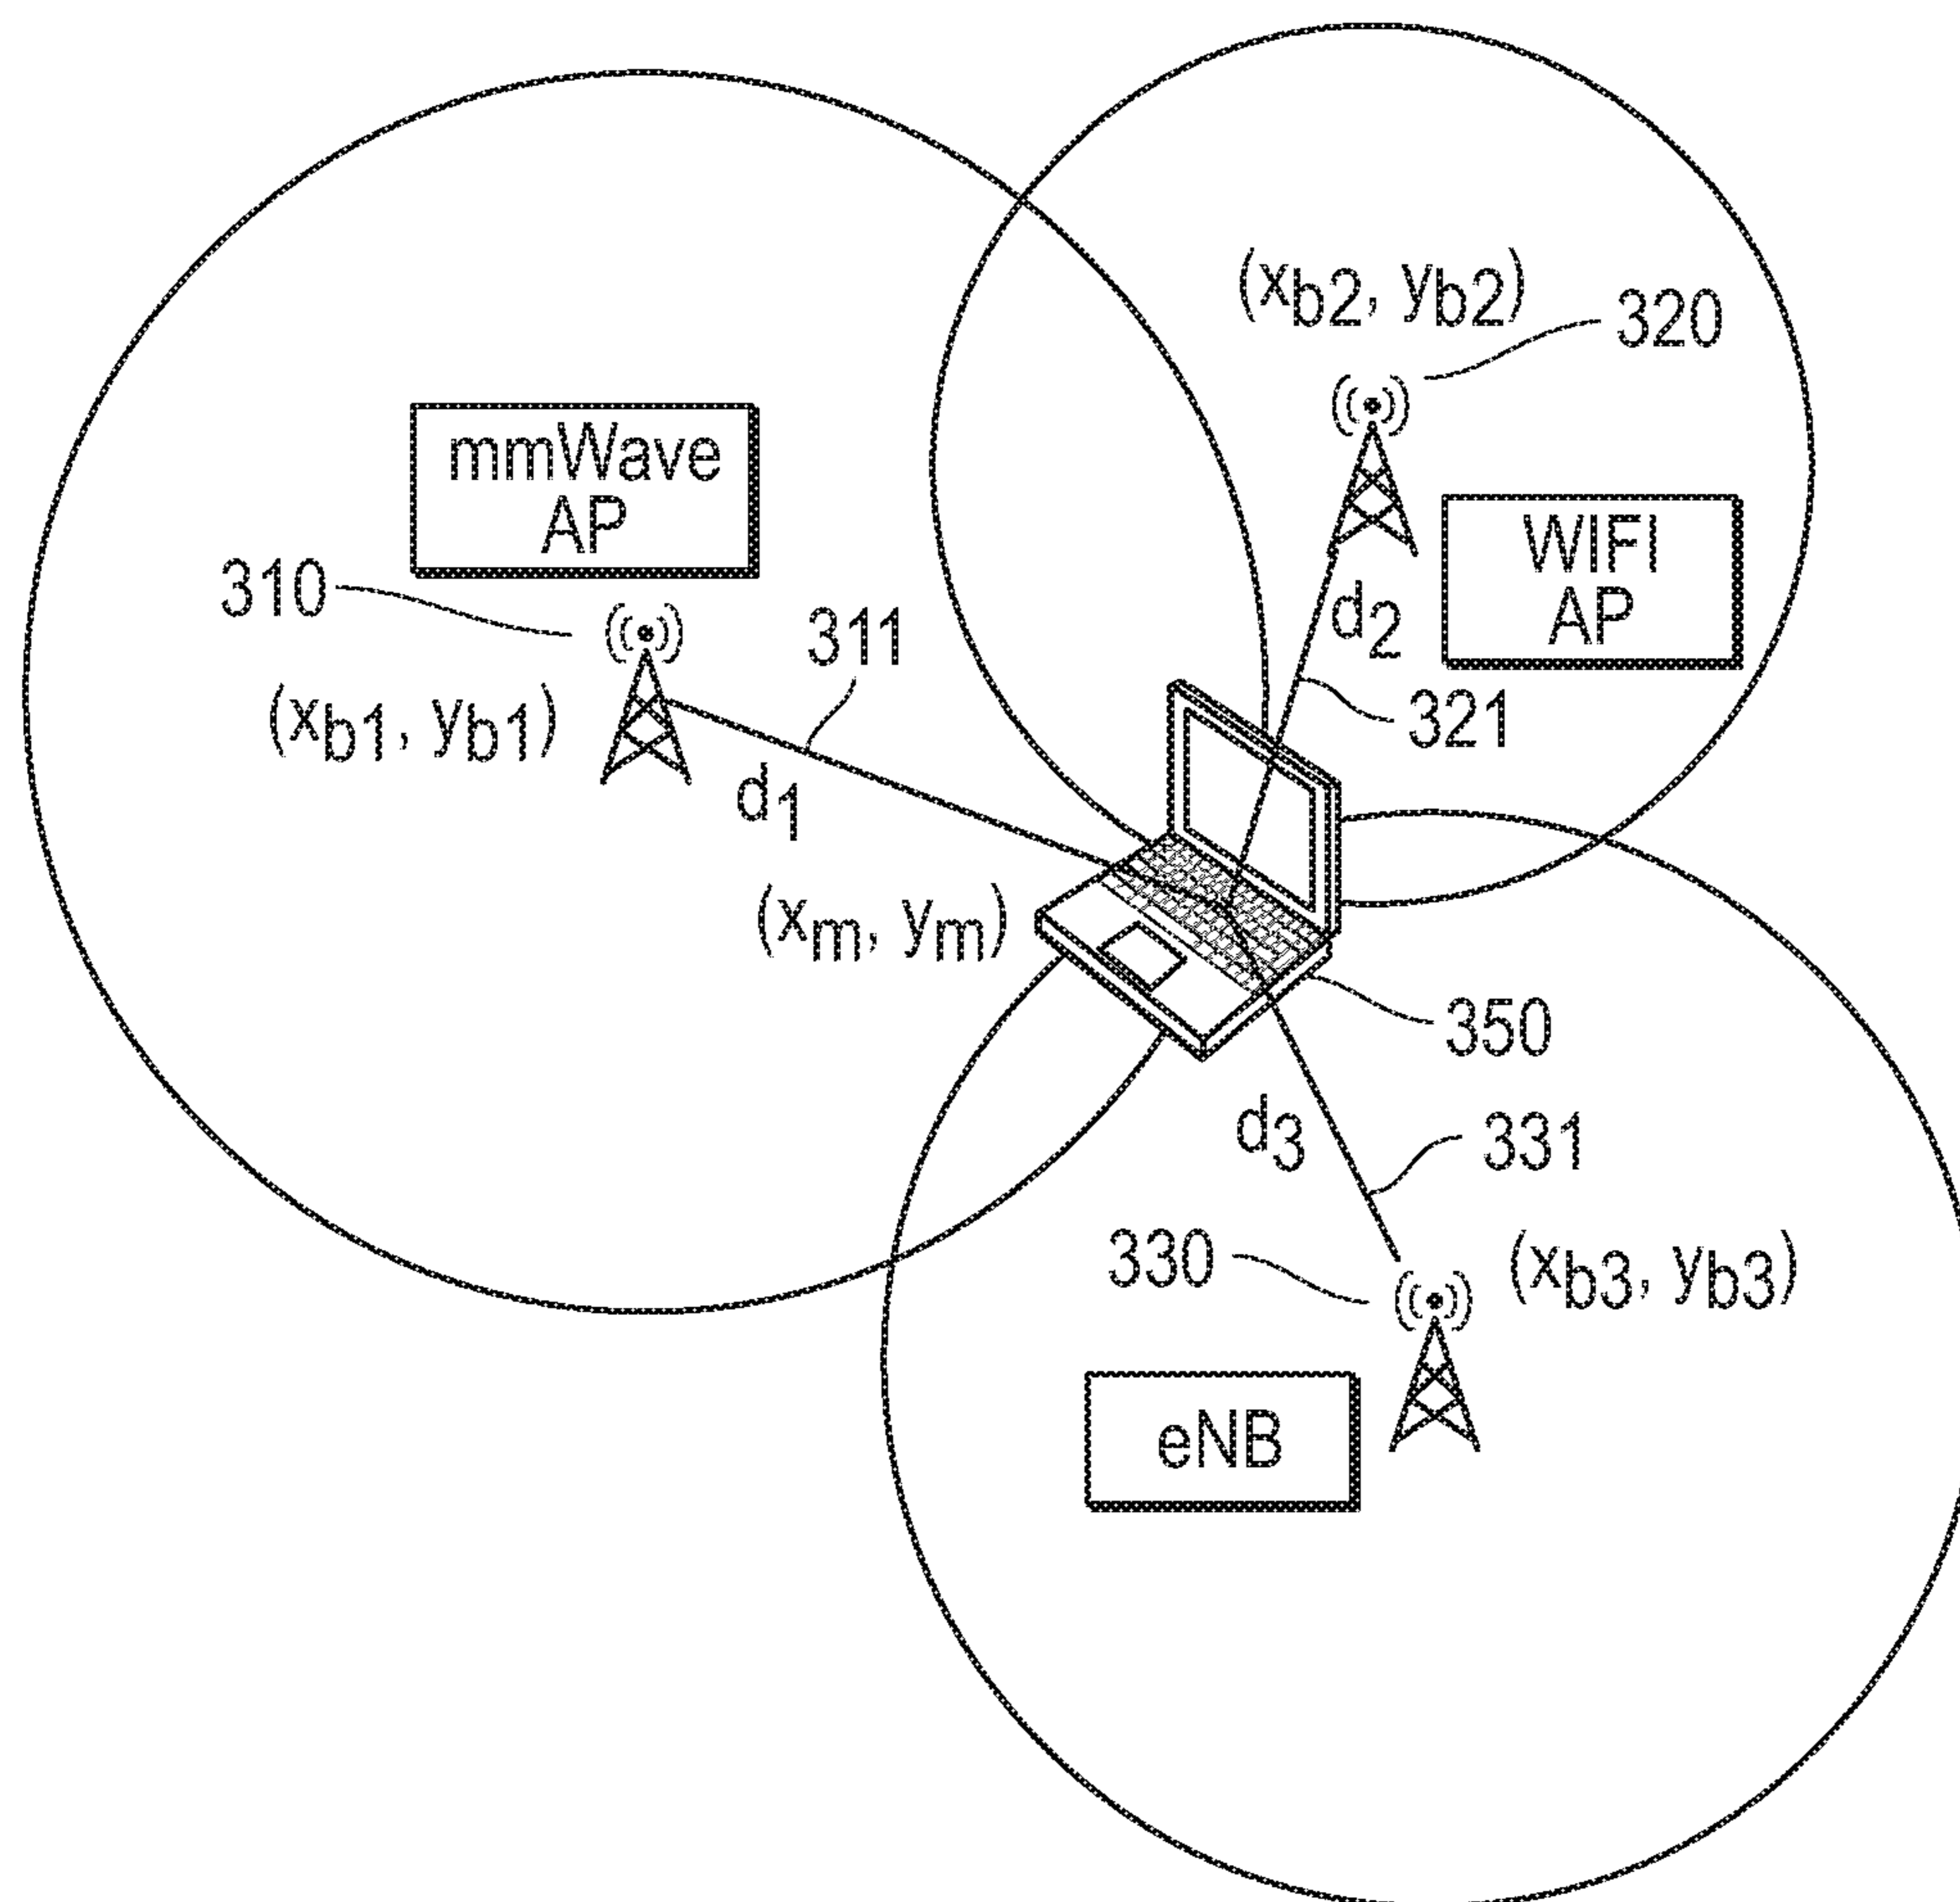 (xb2, yb2)
320
mmWave
AP
WIFI
AP
310
311
d2
(xb1, yb1)
321
d1
(xm, ym)
350
d3
331
330
(xb3, yb3)
eNB